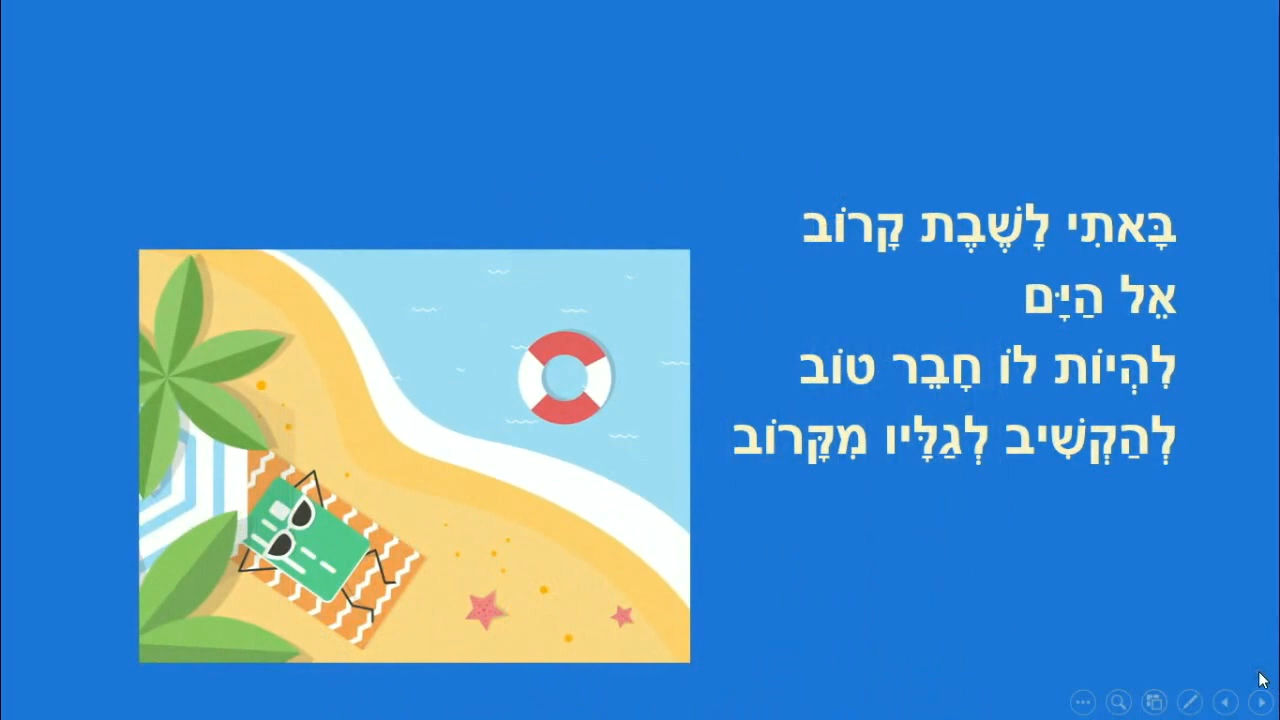 בָּאתִי לָשֶׁבֶת קָרוֹב
אֵל הַיָּם
לִהְיוֹת לוֹ חָבֵר טוֹב
לְהַקְשִׁיב לְגַלָּיו מִקָּרוֹב